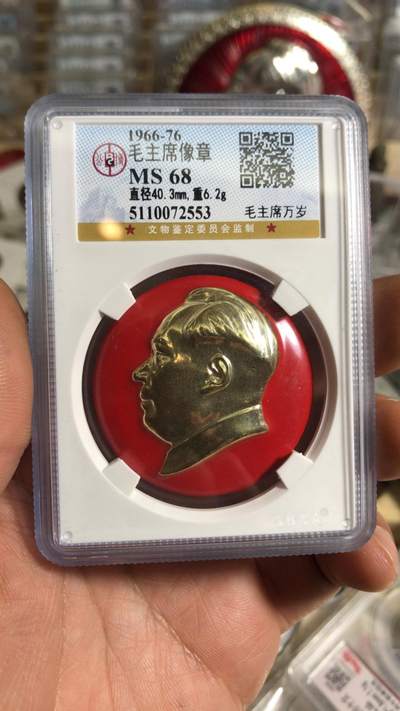 1966-76
毛主席像章
MS 68
直径40.3mm,重6.2g
5110072553
毛主席万岁
★ 文物鉴定委员会监制 ★